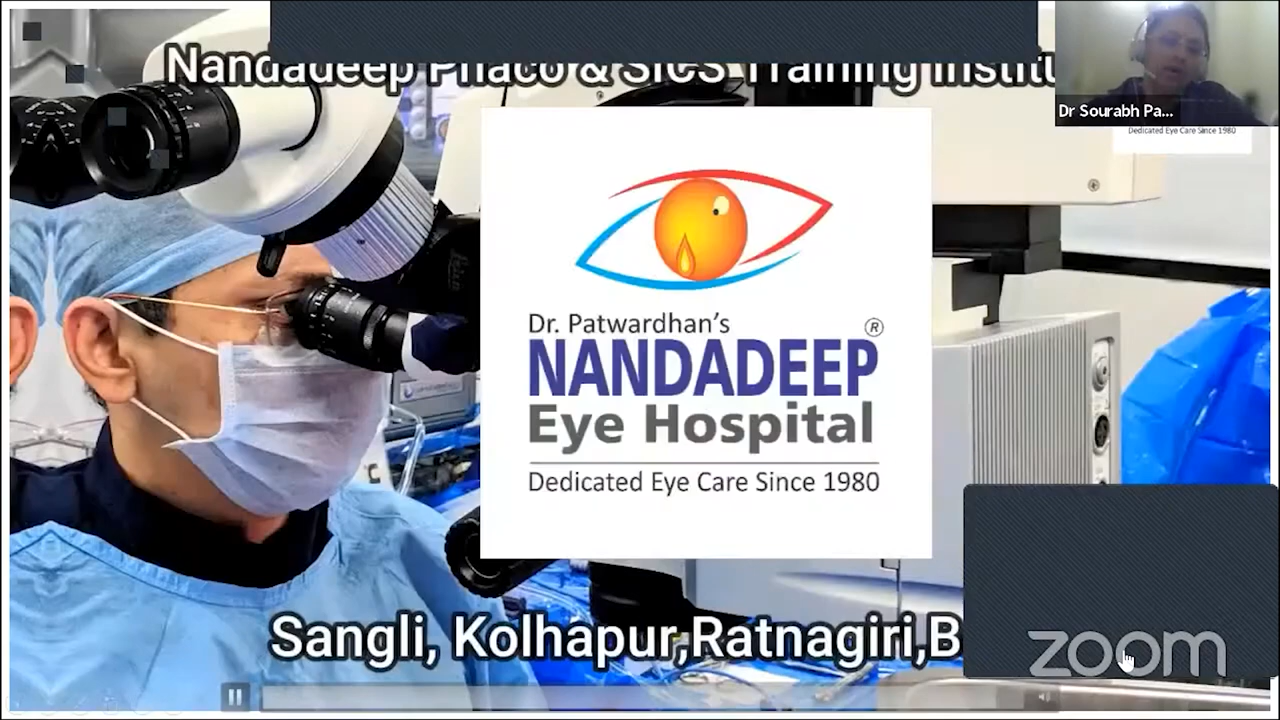 Nandadeep Phaco & SICS Training Institu
Dr Sourabh Pa...
Dedicated Eye Care Since 1980
Dr. Patwardhan's
®
NANDADEEP
Eye Hospital
Dedicated Eye Care Since 1980
Sangli, Kolhapur,Ratnagiri,B
zoom